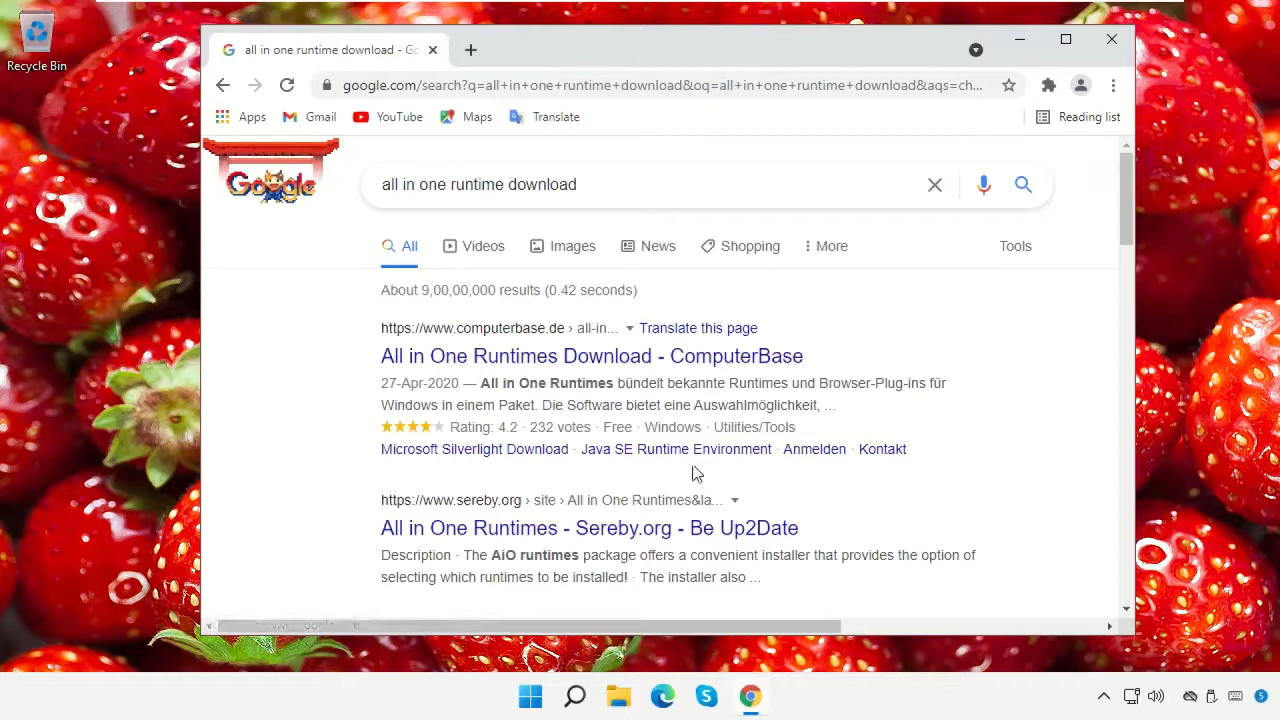 Recycle Bin
all in one runtime download - Gc
google.com/search?q=all+in+one+runtime+download&oq=all+in+one+runtime+download&aqs=ch...
Apps Gmail YouTube Maps Translate Reading list
Google
all in one runtime download
All Videos Images News Shopping More Tools
About 9,00,00,000 results (0.42 seconds)
https://www.computerbase.de › all-in... Translate this page
All in One Runtimes Download - ComputerBase
27-Apr-2020 — All in One Runtimes bündelt bekannte Runtimes und Browser-Plug-ins für
Windows in einem Paket. Die Software bietet eine Auswahlmöglichkeit, ...
Rating: 4.2 · 232 votes · Free · Windows · Utilities/Tools
Microsoft Silverlight Download · Java SE Runtime Environment · Anmelden · Kontakt
https://www.sereby.org › site › All in One Runtimes&la...
All in One Runtimes - Sereby.org - Be Up2Date
Description · The AiO runtimes package offers a convenient installer that provides the option of
selecting which runtimes to be installed! · The installer also ...
5